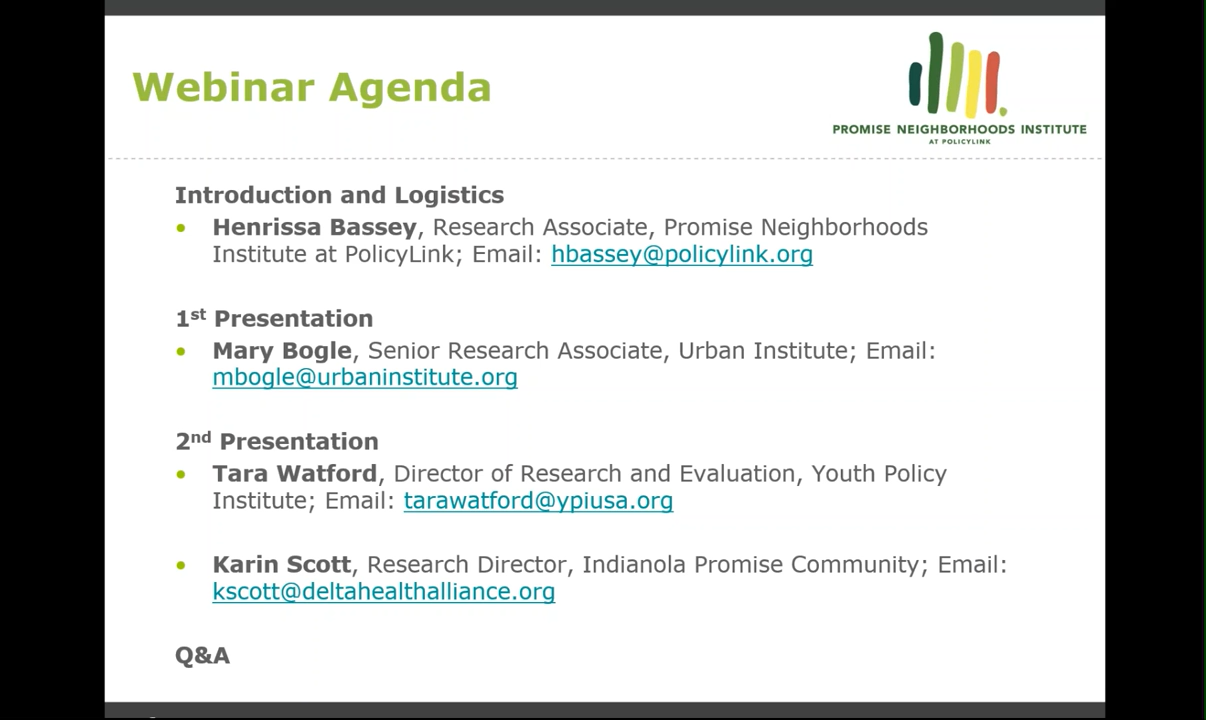 Webinar Agenda
PROMISE NEIGHBORHOODS INSTITUTE
AT POLICYLINK
Introduction and Logistics
• Henrissa Bassey, Research Associate, Promise Neighborhoods
Institute at PolicyLink; Email: hbassey@policylink.org
1st Presentation
• Mary Bogle, Senior Research Associate, Urban Institute; Email:
mbogle@urbaninstitute.org
2nd Presentation
• Tara Watford, Director of Research and Evaluation, Youth Policy
Institute; Email: tarawatford@ypiusa.org
• Karin Scott, Research Director, Indianola Promise Community; Email:
kscott@deltahealthalliance.org
Q&A